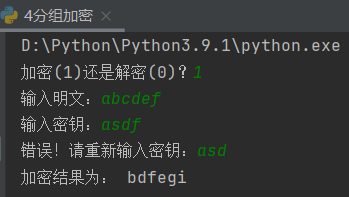 4分组加密
D:\Python\Python3.9.1\python.exe
加密(1)还是解密(0)？1
输入明文：abcdef
输入密钥：asdf
错误！请重新输入密钥：asd
加密结果为： bdfegi